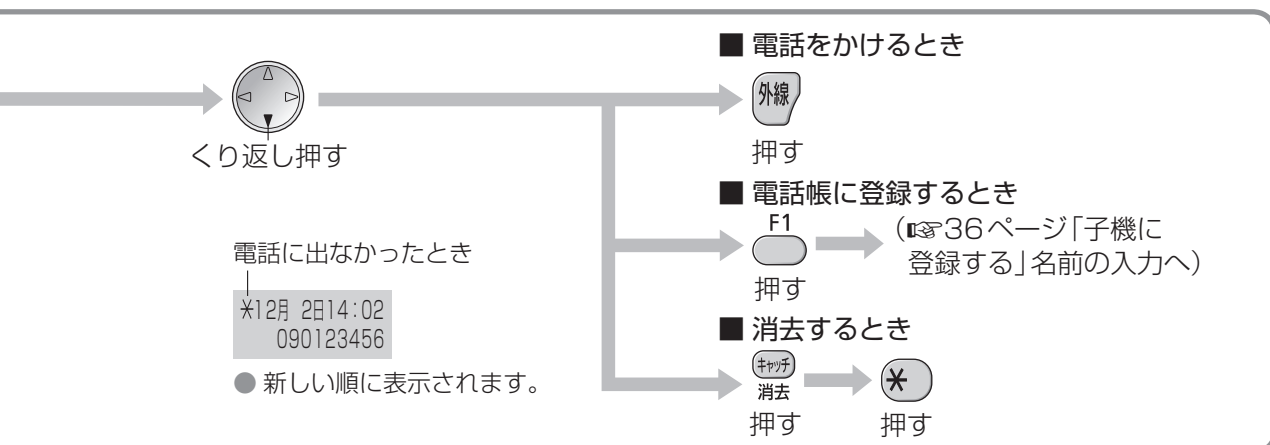 くり返し押す
電話に出なかったとき
*12月 2日14:02
090123456
● 新しい順に表示されます。
■ 電話をかけるとき
外線
押す
■ 電話帳に登録するとき
F1
(☞36ページ「子機に
登録する」名前の入力へ)
押す
■ 消去するとき
キャッチ
消去
*
押す
押す